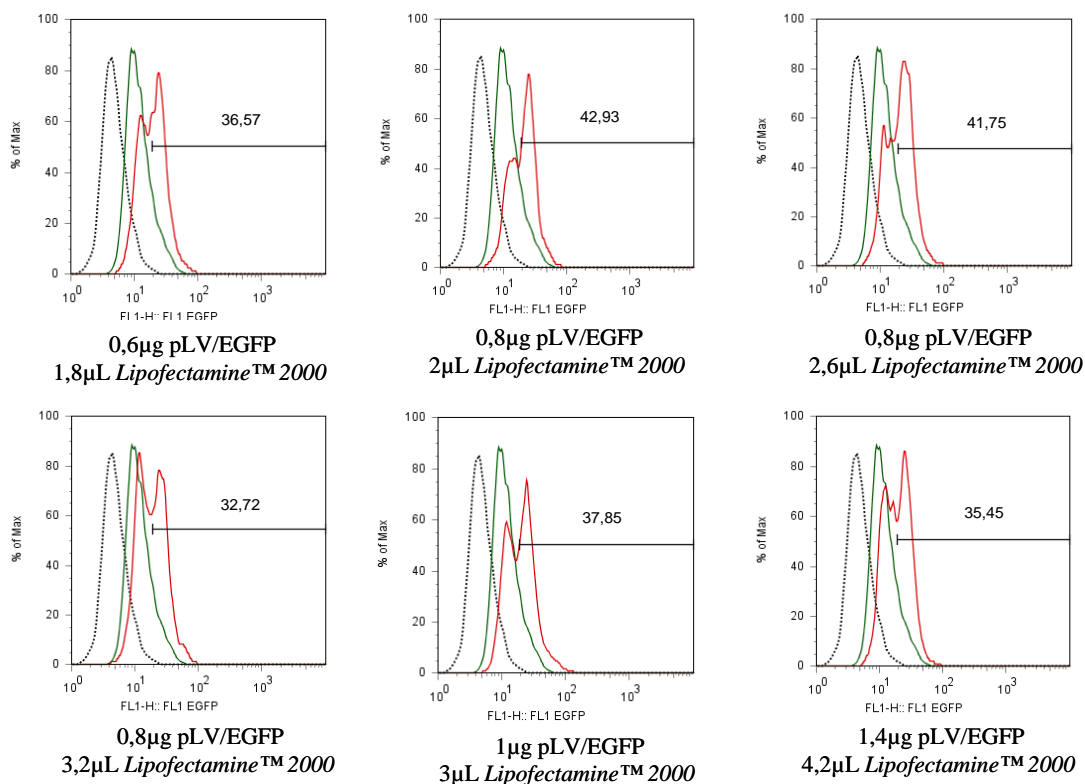 100
80
60
40
20
0
% of Max
36,57
10^0 10^1 10^2 10^3
FL1-H:: FL1 EGFP
0,6µg pLV/EGFP
1,8µL Lipofectamine™ 2000
100
80
60
40
20
0
% of Max
42,93
10^0 10^1 10^2 10^3
FL1-H:: FL1 EGFP
0,8µg pLV/EGFP
2µL Lipofectamine™ 2000
100
80
60
40
20
0
% of Max
41,75
10^0 10^1 10^2 10^3
FL1-H:: FL1 EGFP
0,8µg pLV/EGFP
2,6µL Lipofectamine™ 2000
100
80
60
40
20
0
% of Max
32,72
10^0 10^1 10^2 10^3
FL1-H:: FL1 EGFP
0,8µg pLV/EGFP
3,2µL Lipofectamine™ 2000
100
80
60
40
20
0
% of Max
37,85
10^0 10^1 10^2 10^3
FL1-H:: FL1 EGFP
1µg pLV/EGFP
3µL Lipofectamine™ 2000
100
80
60
40
20
0
% of Max
35,45
10^0 10^1 10^2 10^3
FL1-H:: FL1 EGFP
1,4µg pLV/EGFP
4,2µL Lipofectamine™ 2000